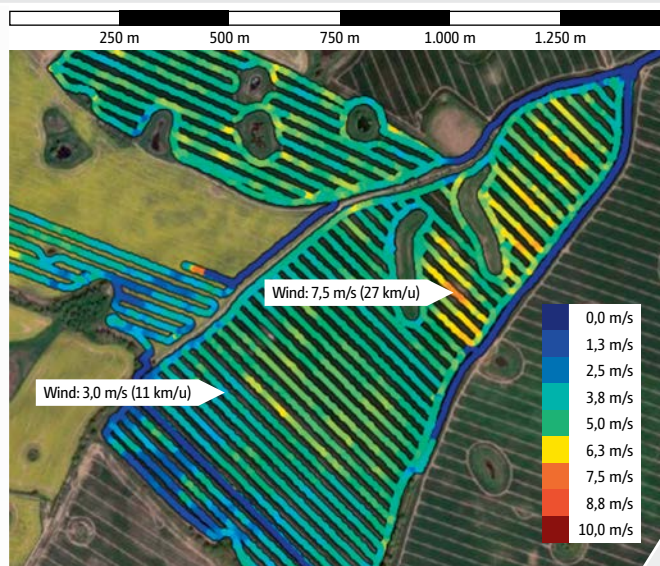 250 m 500 m 750 m 1.000 m 1.250 m
Wind: 7,5 m/s (27 km/u)
Wind: 3,0 m/s (11 km/u)
0,0 m/s
1,3 m/s
2,5 m/s
3,8 m/s
5,0 m/s
6,3 m/s
7,5 m/s
8,8 m/s
10,0 m/s